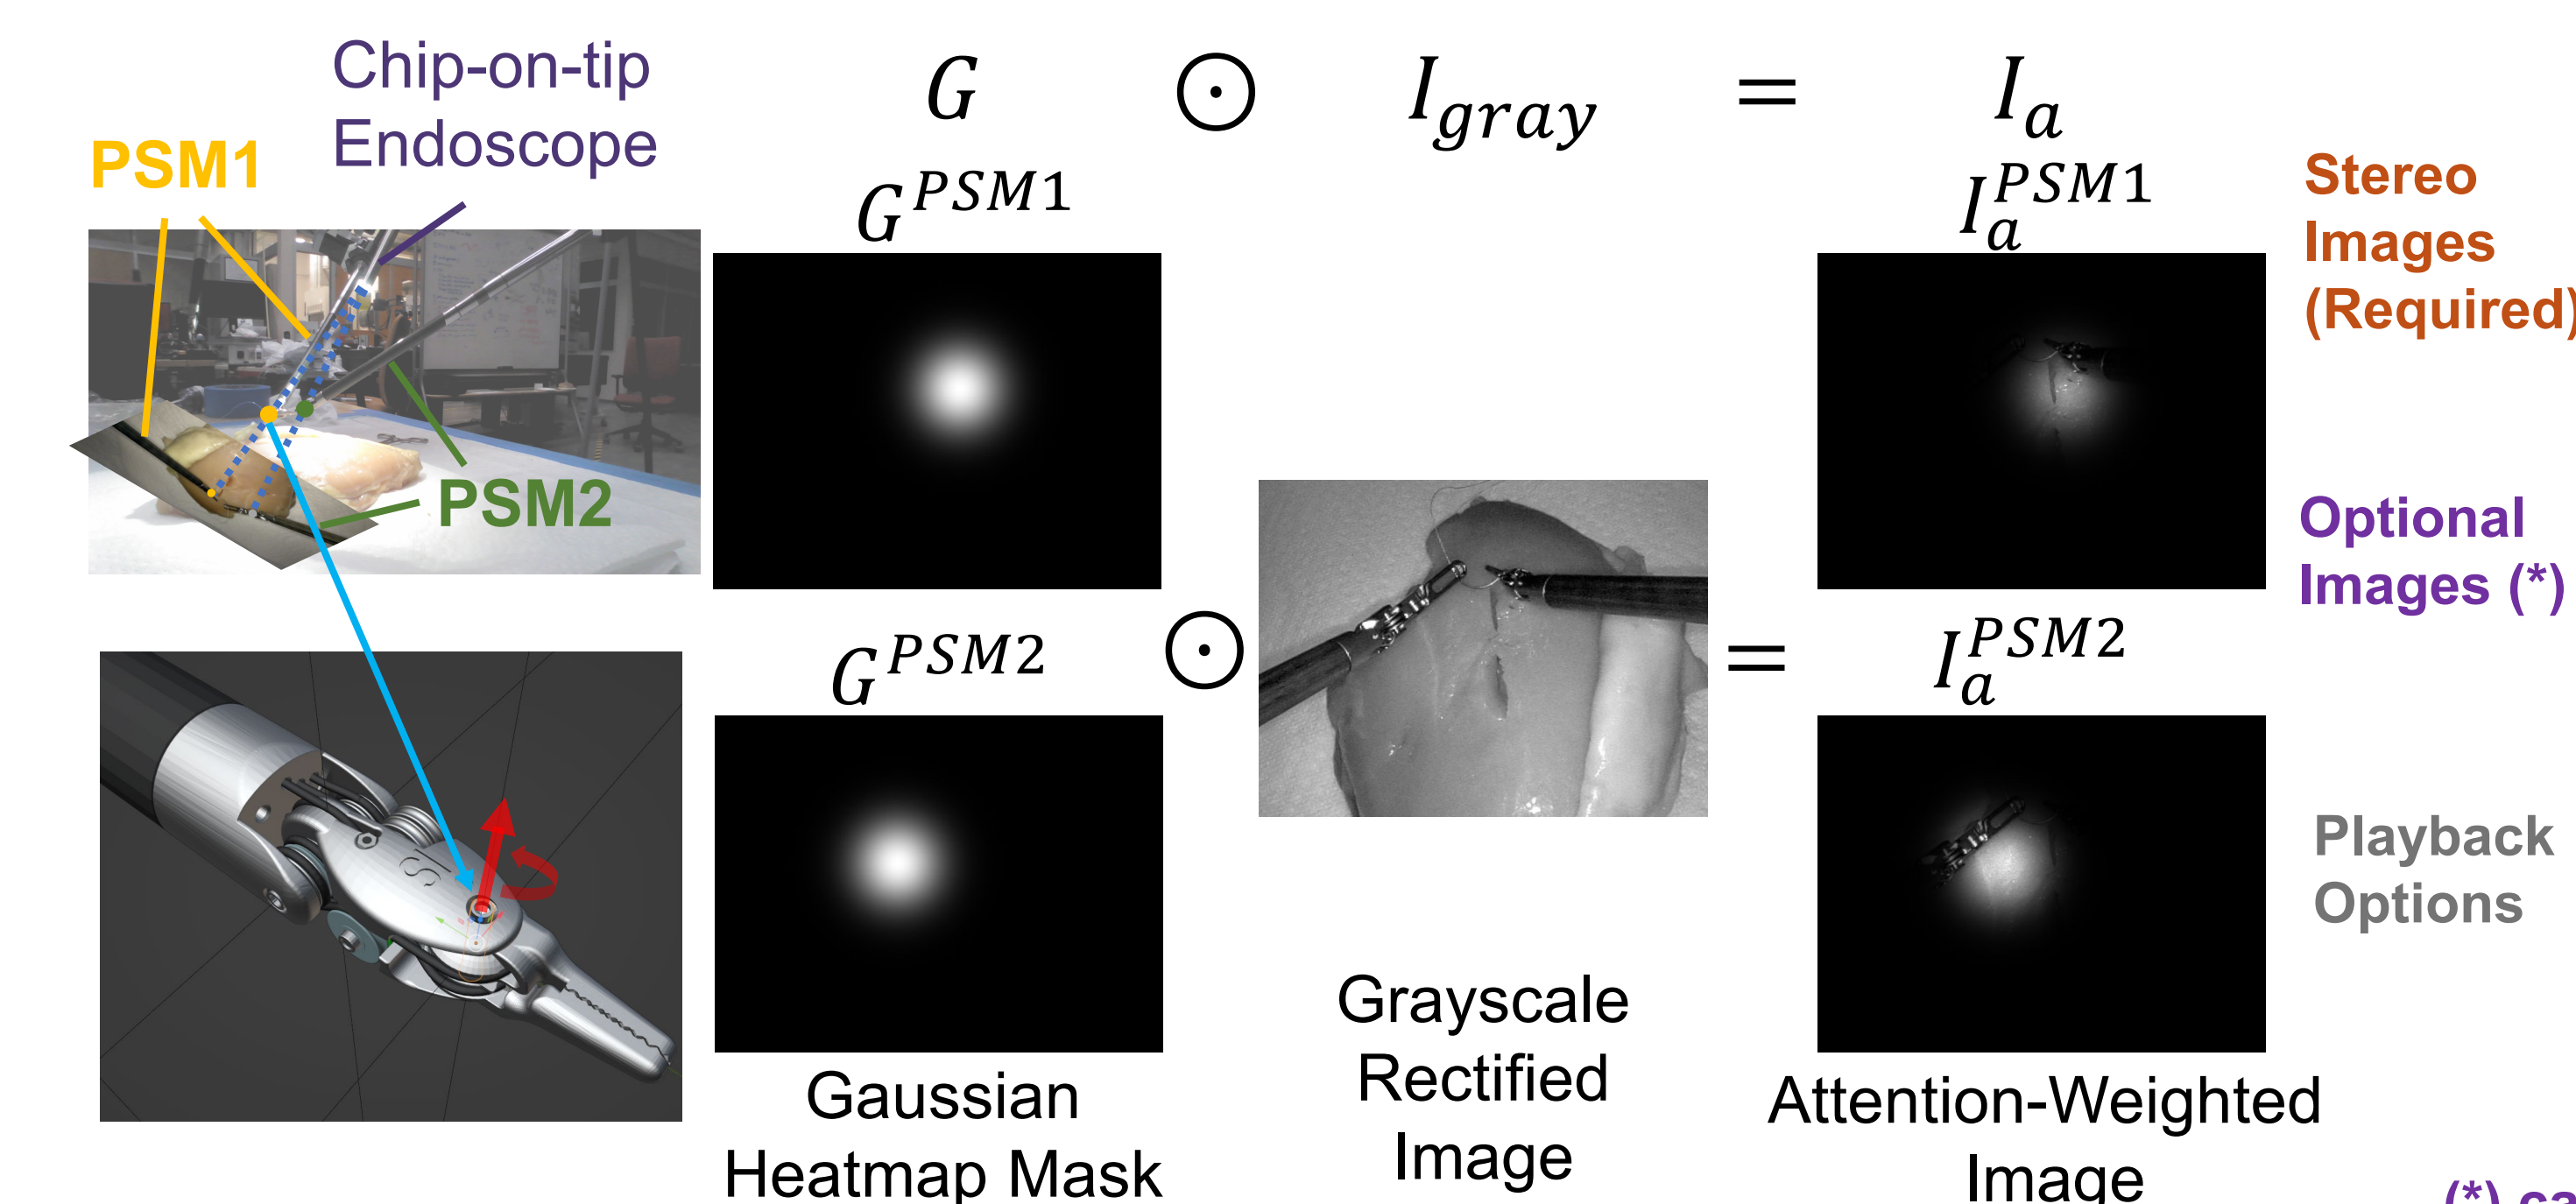 Chip-on-tip
Endoscope
PSM1
PSM2
G ⊙ I_gray = I_a
G^PSM1
I_a^PSM1
G^PSM2 ⊙ = I_a^PSM2
Gaussian
Heatmap Mask
Grayscale
Rectified
Image
Attention-Weighted
Image
Stereo
Images
(Required)
Optional
Images (*)
Playback
Options
(*)